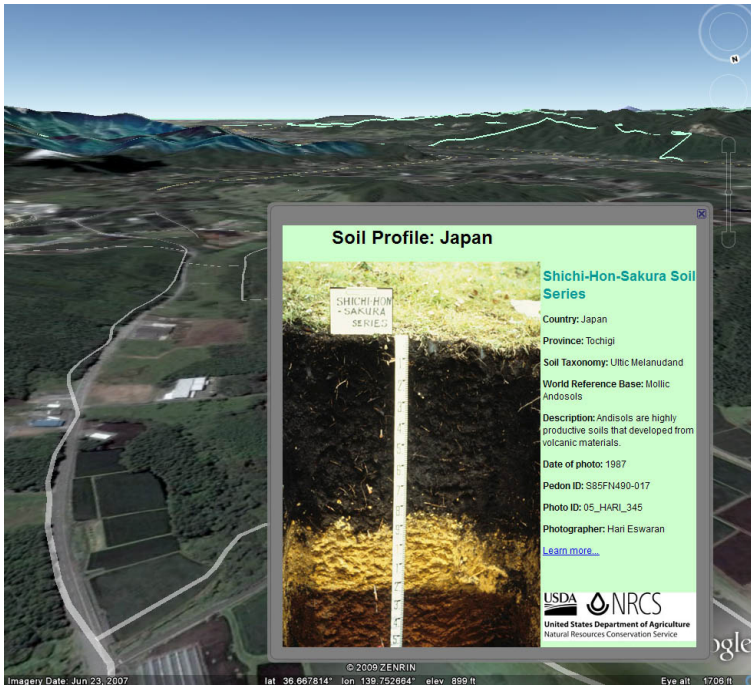 N
Soil Profile: Japan
SHICHI-HON
- SAKURA
SERIES
Shichi-Hon-Sakura Soil
Series
Country: Japan
Province: Tochigi
Soil Taxonomy: Ultic Melanudand
World Reference Base: Mollic
Andosols
Description: Andisols are highly
productive soils that developed from
volcanic materials.
Date of photo: 1987
Pedon ID: S85FN490-017
Photo ID: 05_HARI_345
Photographer: Hari Eswaran
Learn more...
USDA NRCS
United States Department of Agriculture
Natural Resources Conservation Service
ogle
© 2009 ZENRIN
Imagery Date: Jun 23, 2007 lat 36.667814° lon 139.752664° elev 899 ft Eye alt 1706 ft